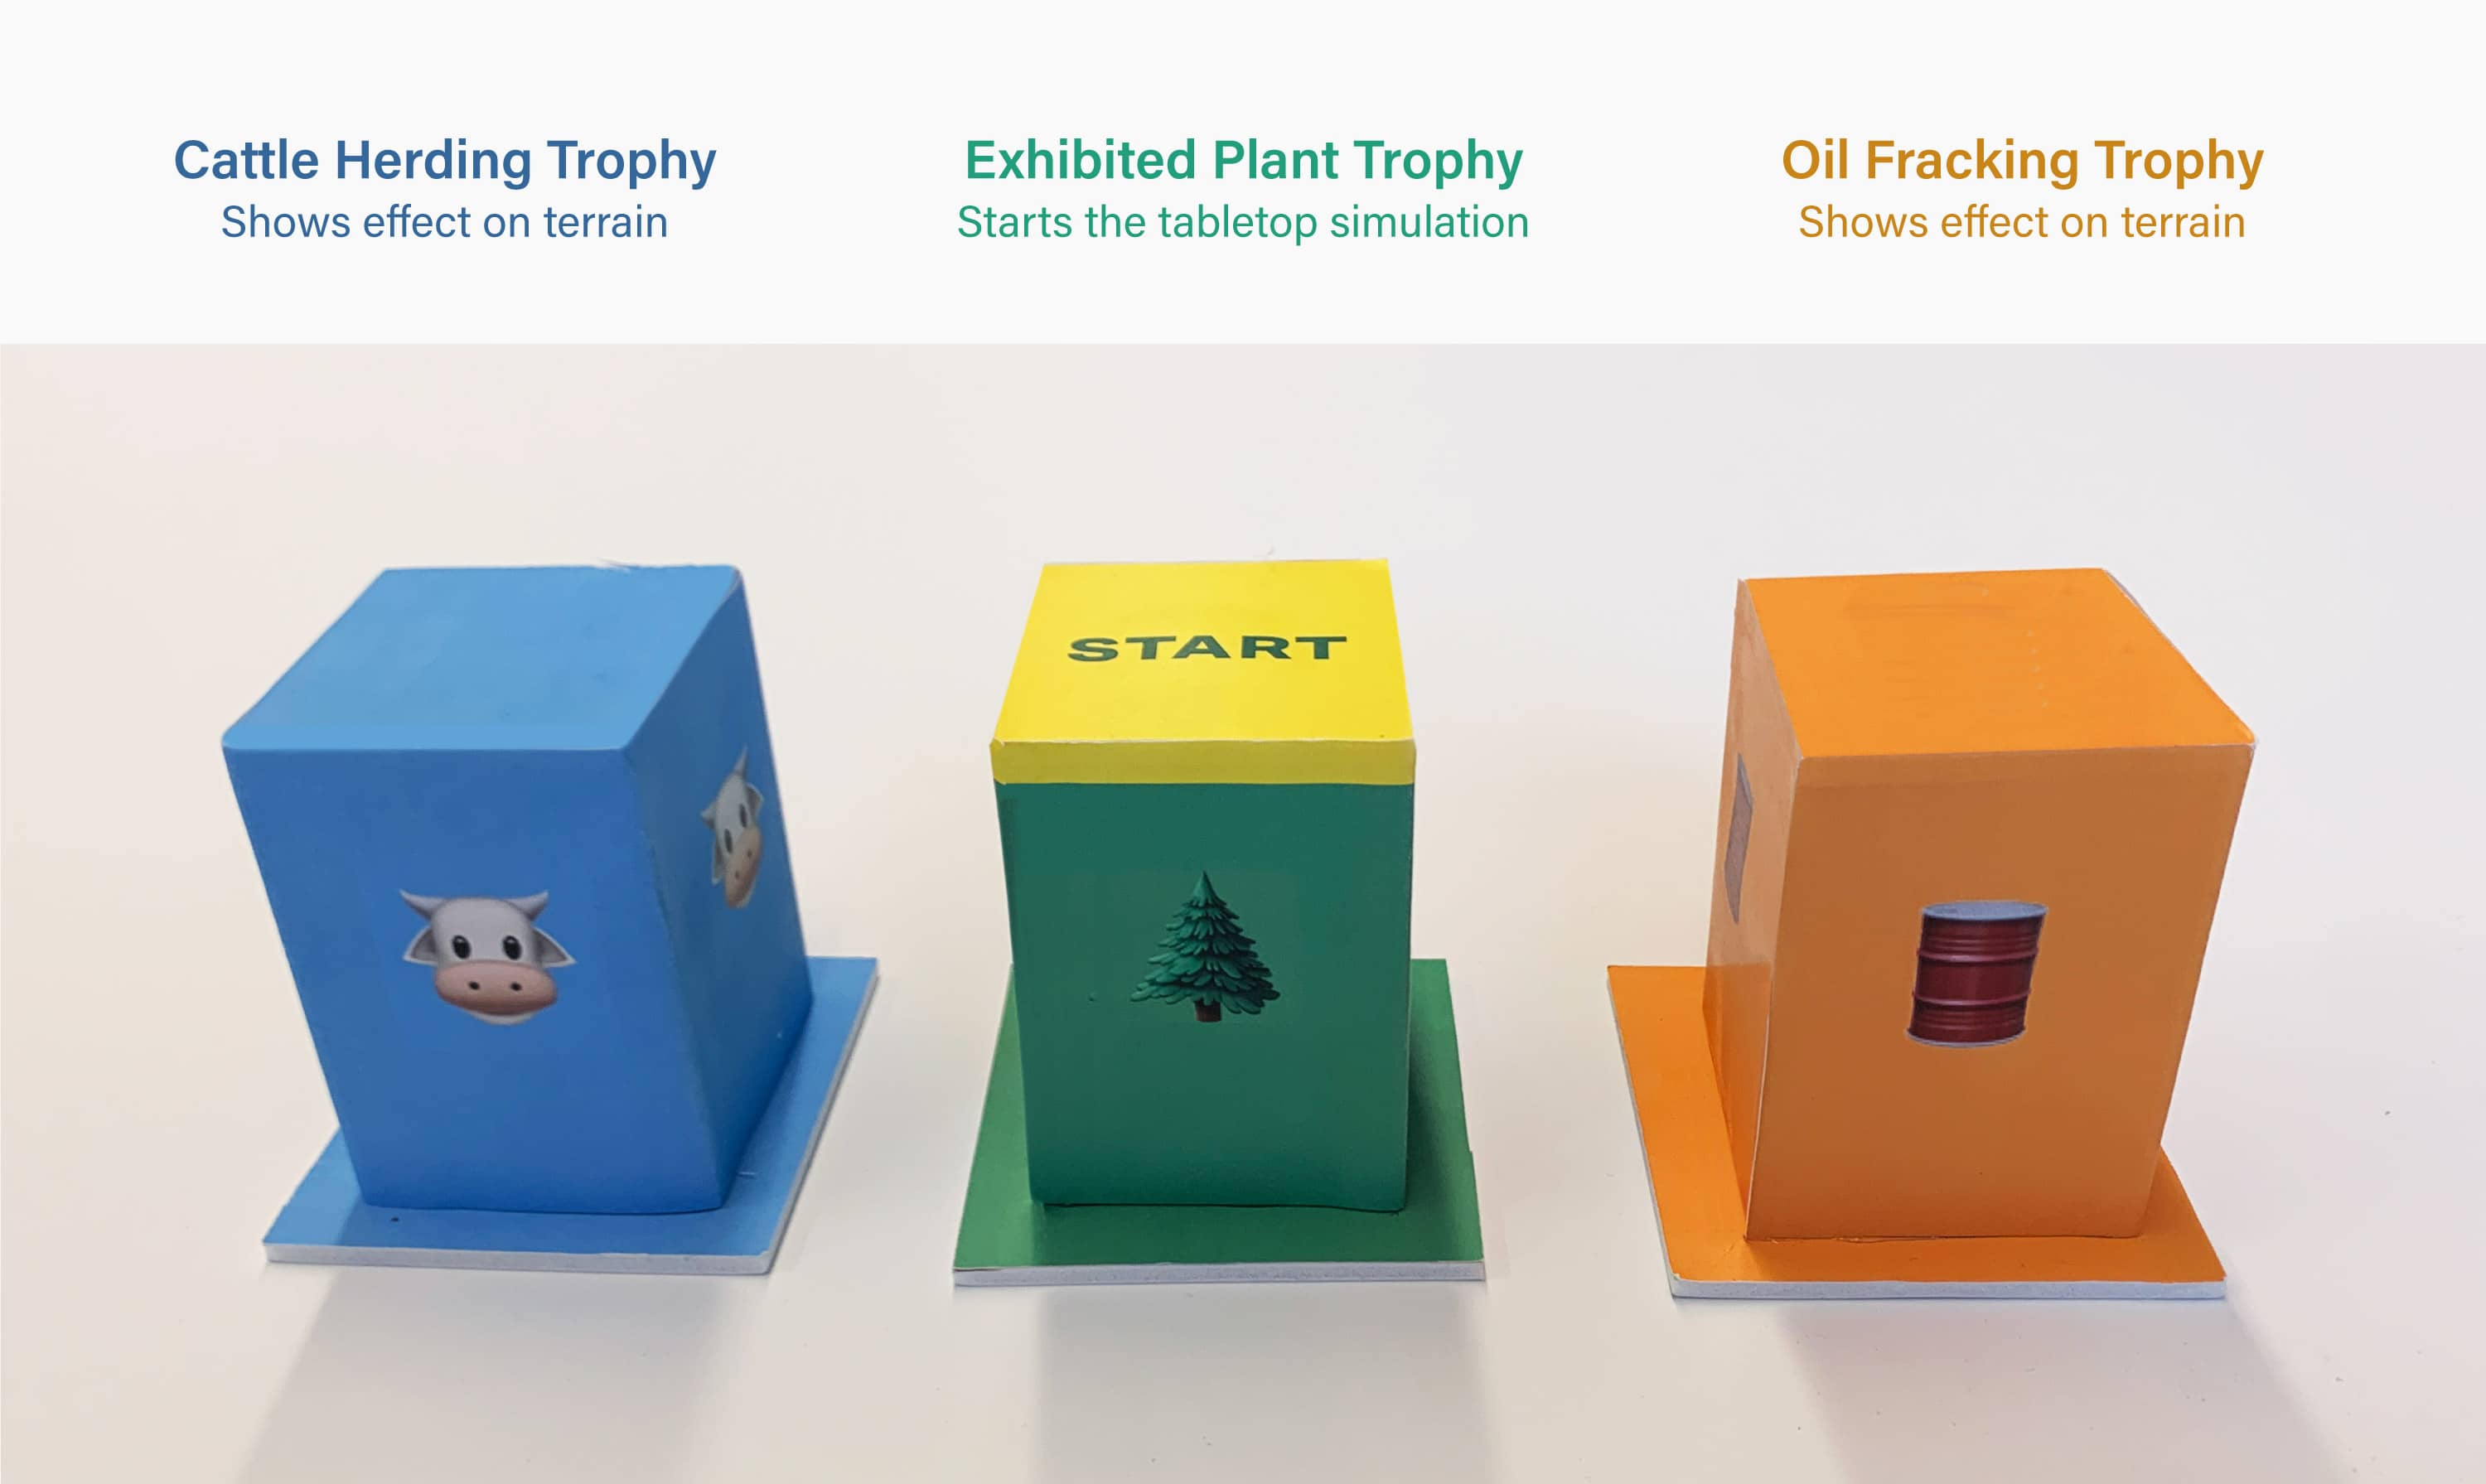 Cattle Herding Trophy
Shows effect on terrain
Exhibited Plant Trophy
Starts the tabletop simulation
Oil Fracking Trophy
Shows effect on terrain
START